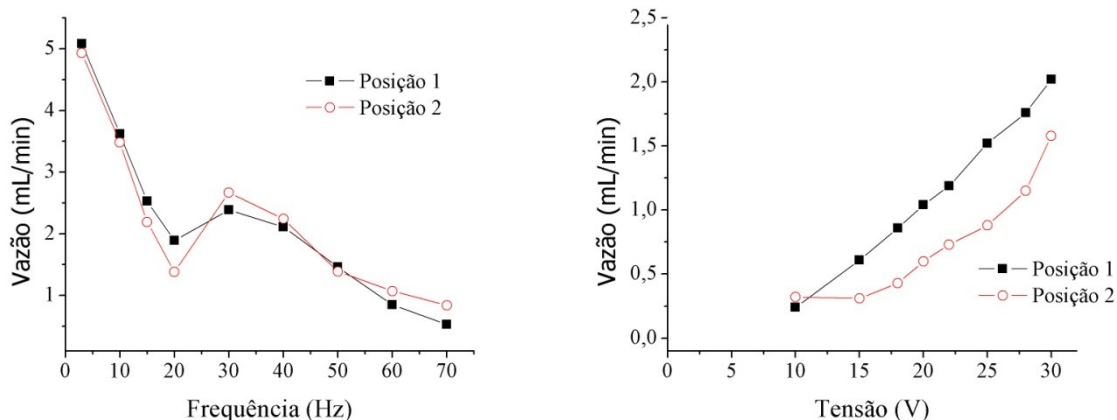 Vazão (mL/min)
5
4
3
2
1
0 10 20 30 40 50 60 70
Frequência (Hz)
Posição 1
Posição 2
Vazão (mL/min)
2,5
2,0
1,5
1,0
0,5
0,0
0 5 10 15 20 25 30
Tensão (V)
Posição 1
Posição 2